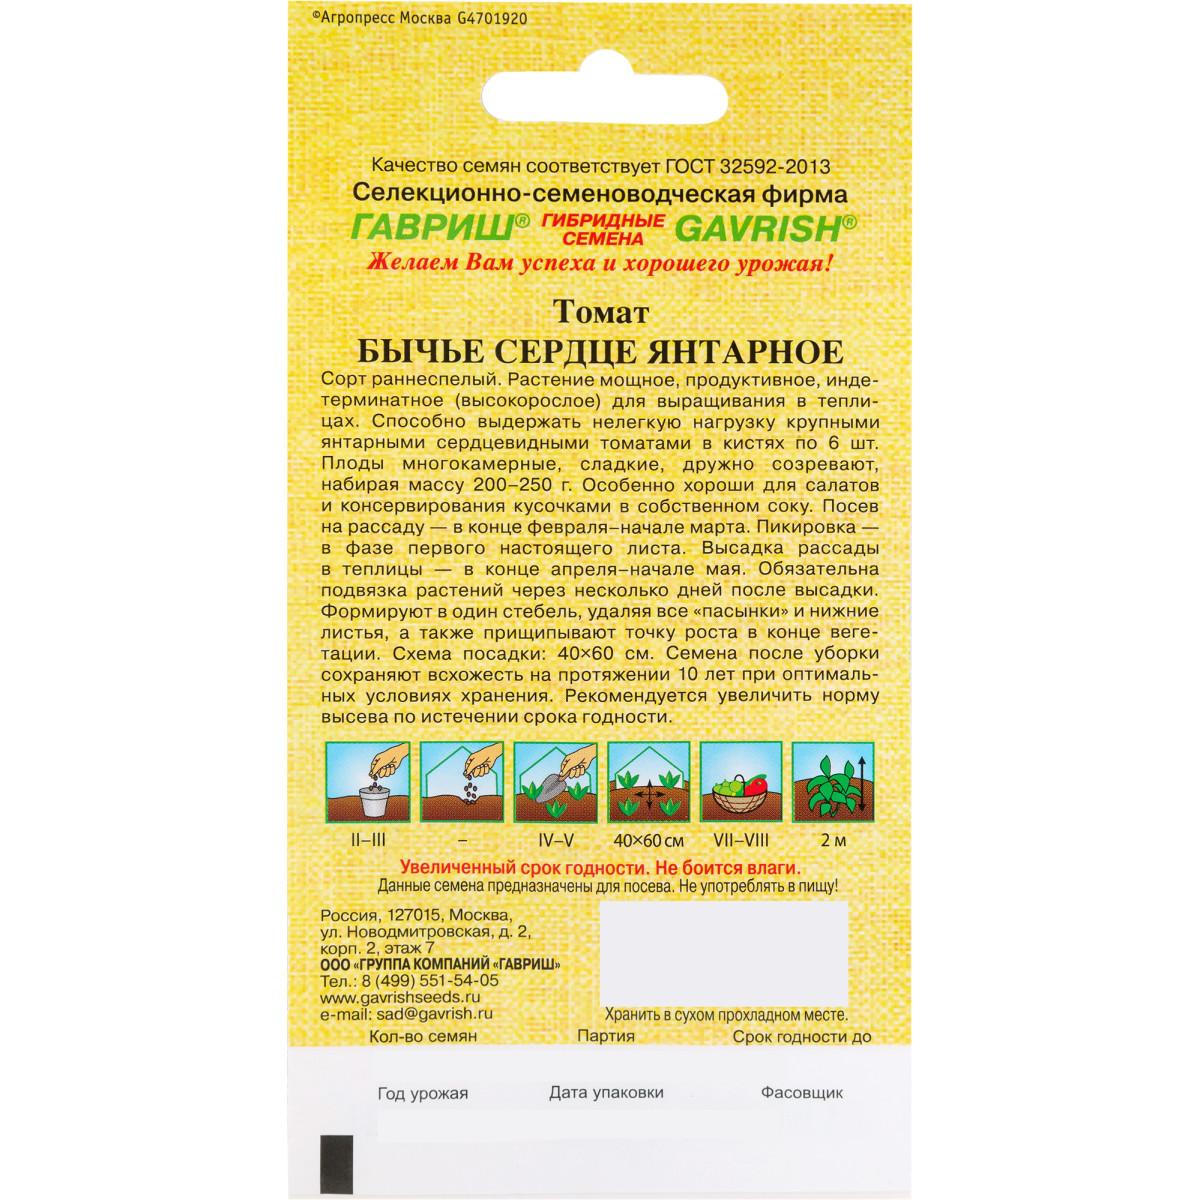 ©Агропресс Москва G4701920
Качество семян соответствует ГОСТ 32592-2013
Селекционно-семеноводческая фирма
ГАВРИШ® ГИБРИДНЫЕ СЕМЕНА GAVRISH®
Желаем Вам успеха и хорошего урожая!
Томат
БЫЧЬЕ СЕРДЦЕ ЯНТАРНОЕ
Сорт раннеспелый. Растение мощное, продуктивное, инде-
терминатное (высокорослое) для выращивания в тепли-
цах. Способно выдержать нелегкую нагрузку крупными
янтарными сердцевидными томатами в кистях по 6 шт.
Плоды многокамерные, сладкие, дружно созревают,
набирая массу 200–250 г. Особенно хороши для салатов
и консервирования кусочками в собственном соку. Посев
на рассаду — в конце февраля–начале марта. Пикировка —
в фазе первого настоящего листа. Высадка рассады
в теплицы — в конце апреля–начале мая. Обязательна
подвязка растений через несколько дней после высадки.
Формируют в один стебель, удаляя все «пасынки» и нижние
листья, а также прищипывают точку роста в конце веге-
тации. Схема посадки: 40×60 см. Семена после уборки
сохраняют всхожесть на протяжении 10 лет при оптималь-
ных условиях хранения. Рекомендуется увеличить норму
высева по истечении срока годности.
II–III – IV–V 40×60 см VII–VIII 2 м
Увеличенный срок годности. Не боится влаги.
Данные семена предназначены для посева. Не употреблять в пищу!
Россия, 127015, Москва,
ул. Новодмитровская, д. 2,
корп. 2, этаж 7
ООО «ГРУППА КОМПАНИЙ «ГАВРИШ»
Тел.: 8 (499) 551-54-05
www.gavrishseeds.ru
e-mail: sad@gavrish.ru
Хранить в сухом прохладном месте.
Кол-во семян Партия Срок годности до
Год урожая Дата упаковки Фасовщик